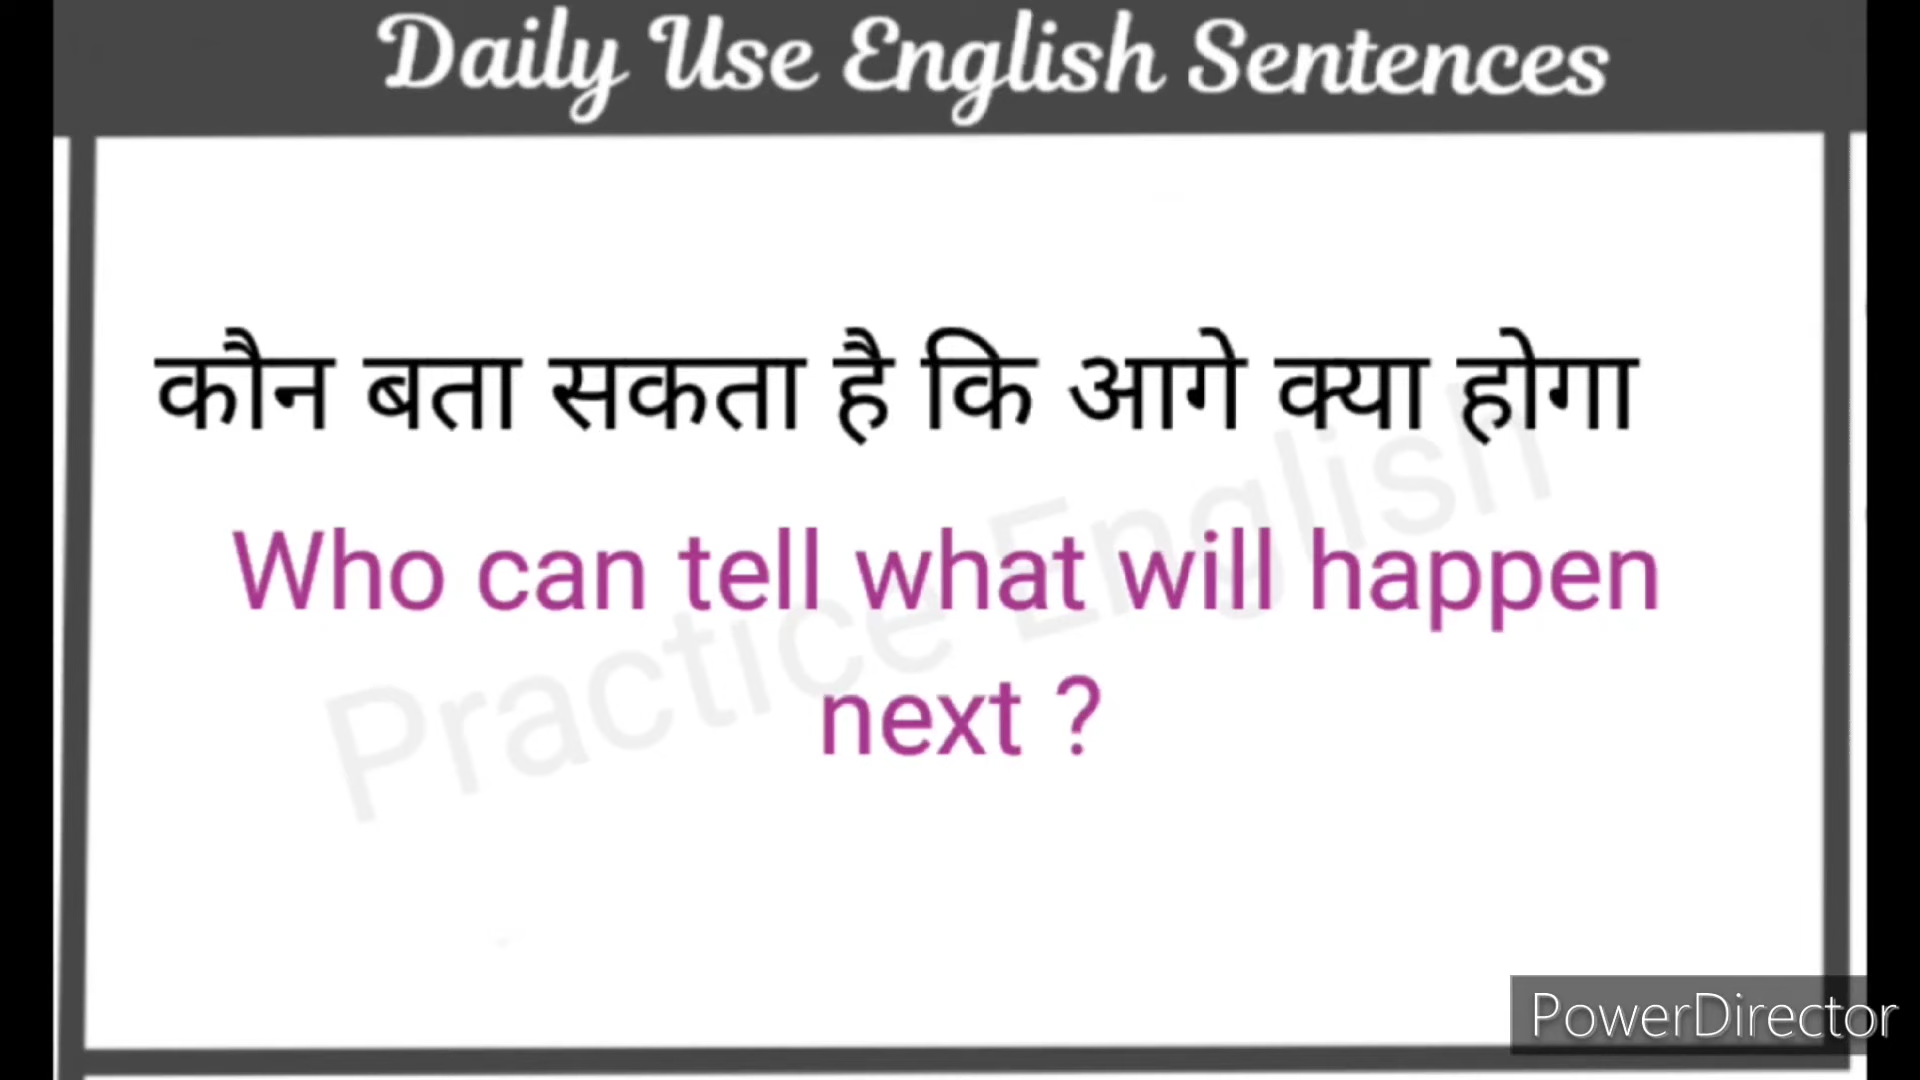 Daily Use English Sentences
कौन बता सकता है कि आगे क्या होगा
Who can tell what will happen
next ?
Practice English
PowerDirector